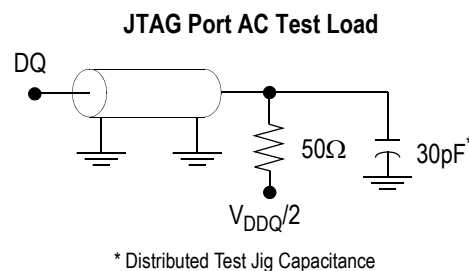 JTAG Port AC Test Load
DQ
50Ω
30pF*
VDDQ/2
* Distributed Test Jig Capacitance